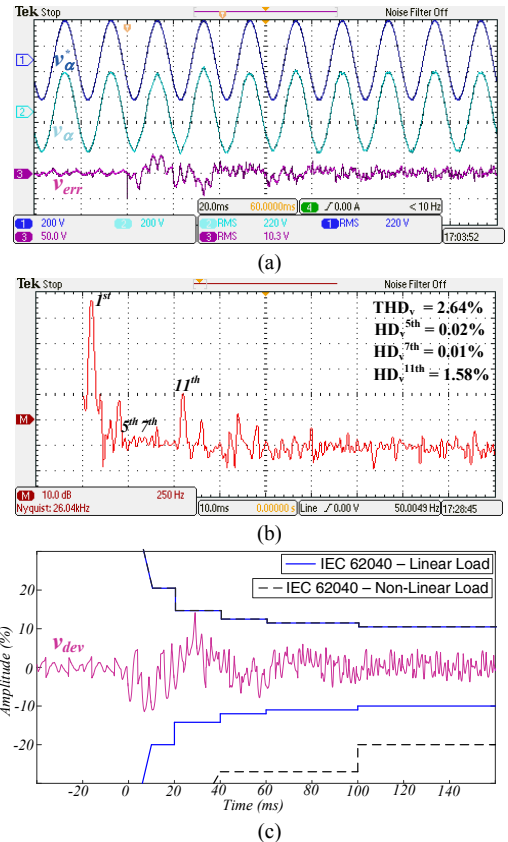 Tek Stop Noise Filter Off
1
v*α
2
vα
3
verr
20.0ms 60.0000ms
4 0.00 A < 10 Hz
1 200 V 2 200 V 2 RMS 220 V 1 RMS 220 V
3 50.0 V 3 RMS 10.3 V
17:03:52
(a)
Tek Stop Noise Filter Off
1st
THDv = 2.64%
HDv5th = 0.02%
HDv7th = 0.01%
HDv11th = 1.58%
11th
M
5th 7th
M 10.0 dB 250 Hz
Nyquist: 26.04kHz
10.0ms 0.00000 s Line 0.00 V 50.0049 Hz 17:28:45
(b)
IEC 62040 – Linear Load
IEC 62040 – Non-Linear Load
Amplitude (%)
20
10
0
-10
-20
vdev
-20 0 20 40 60 80 100 120 140
Time (ms)
(c)